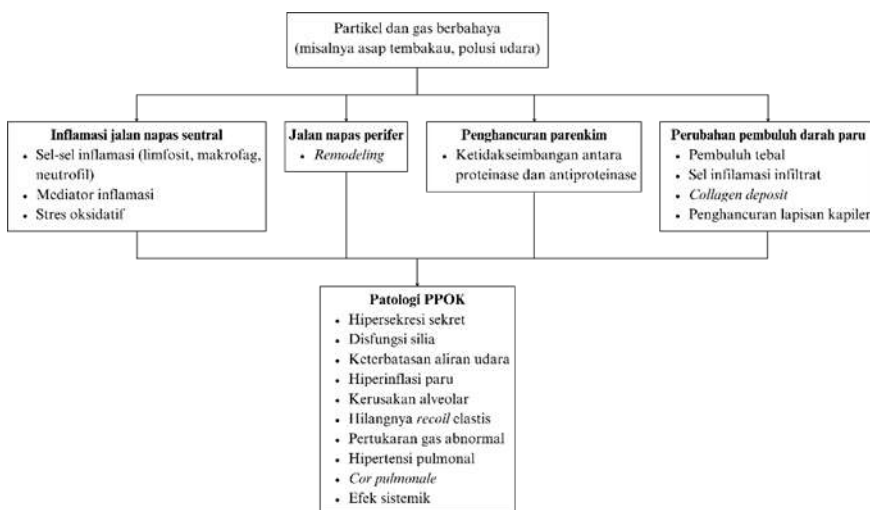 Partikel dan gas berbahaya
(misalnya asap tembakau, polusi udara)
Inflamasi jalan napas sentral
• Sel-sel inflamasi (limfosit, makrofag,
neutrofil)
• Mediator inflamasi
• Stres oksidatif
Jalan napas perifer
• Remodeling
Penghancuran parenkim
• Ketidakseimbangan antara
proteinase dan antiproteinase
Perubahan pembuluh darah paru
• Pembuluh tebal
• Sel infilamasi infiltrat
• Collagen deposit
• Penghancuran lapisan kapiler
Patologi PPOK
• Hipersekresi sekret
• Disfungsi silia
• Keterbatasan aliran udara
• Hiperinflasi paru
• Kerusakan alveolar
• Hilangnya recoil elastis
• Pertukaran gas abnormal
• Hipertensi pulmonal
• Cor pulmonale
• Efek sistemik